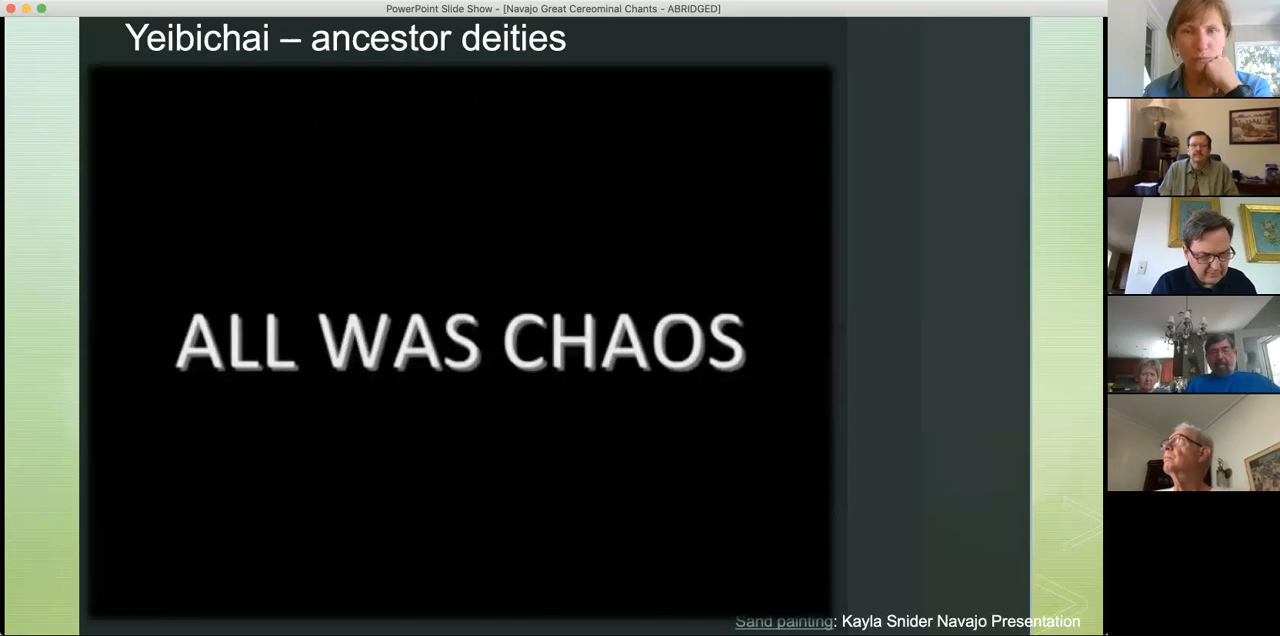 PowerPoint Slide Show - [Navajo Great Cereominal Chants - ABRIDGED]
Yeibichai – ancestor deities
ALL WAS CHAOS
Sand painting: Kayla Snider Navajo Presentation